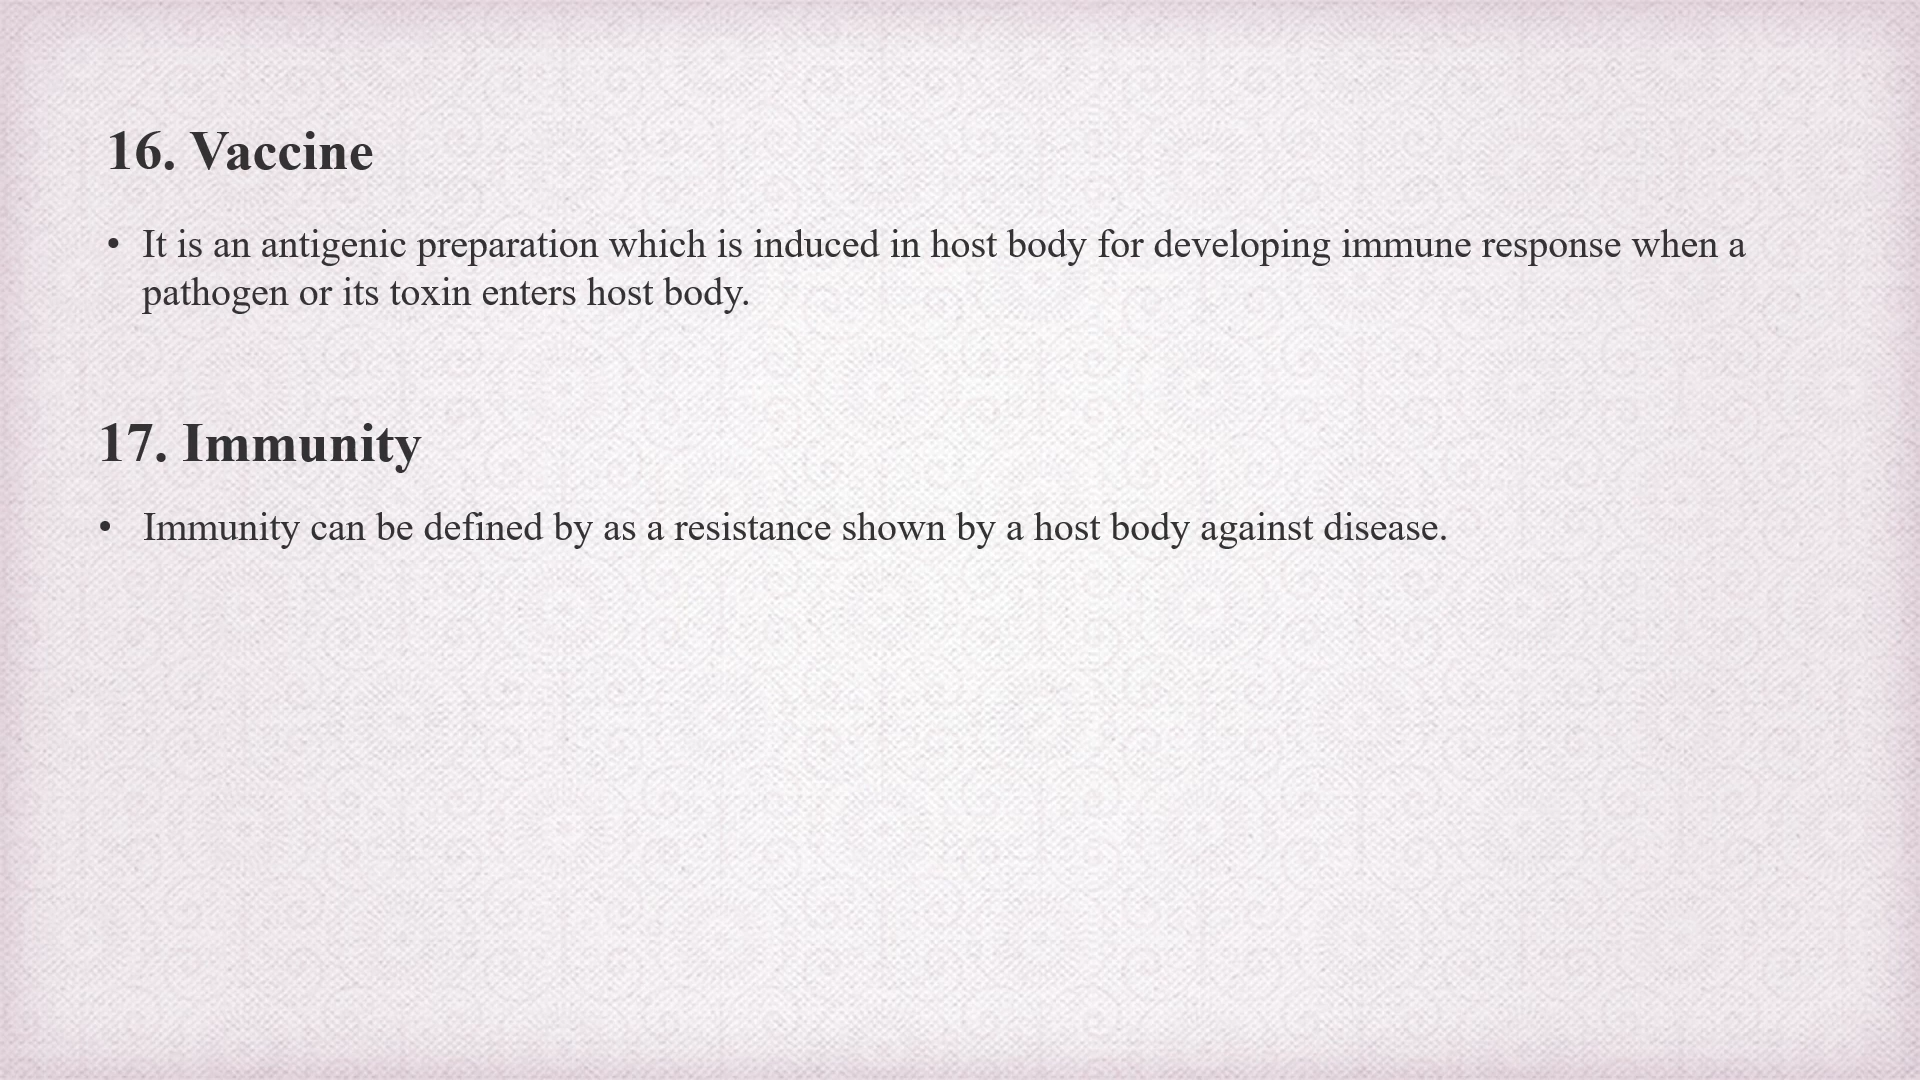 16. Vaccine
• It is an antigenic preparation which is induced in host body for developing immune response when a
pathogen or its toxin enters host body.
17. Immunity
• Immunity can be defined by as a resistance shown by a host body against disease.